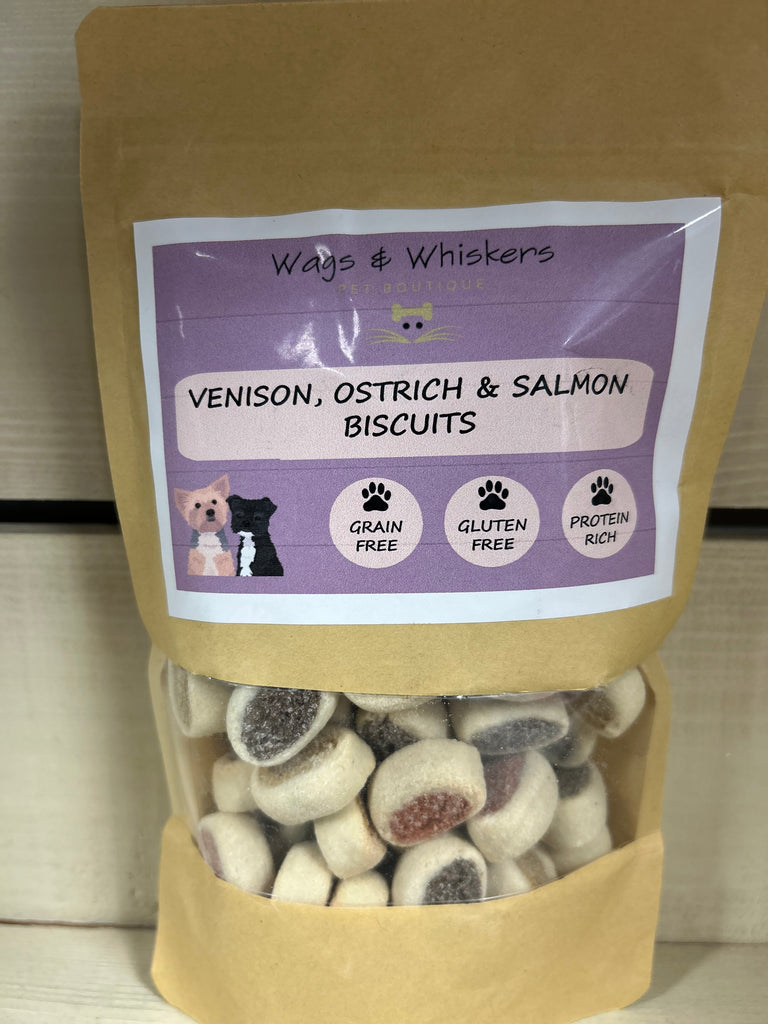 Wags & Whiskers
PET BOUTIQUE
VENISON, OSTRICH & SALMON
BISCUITS
GRAIN
FREE
GLUTEN
FREE
PROTEIN
RICH